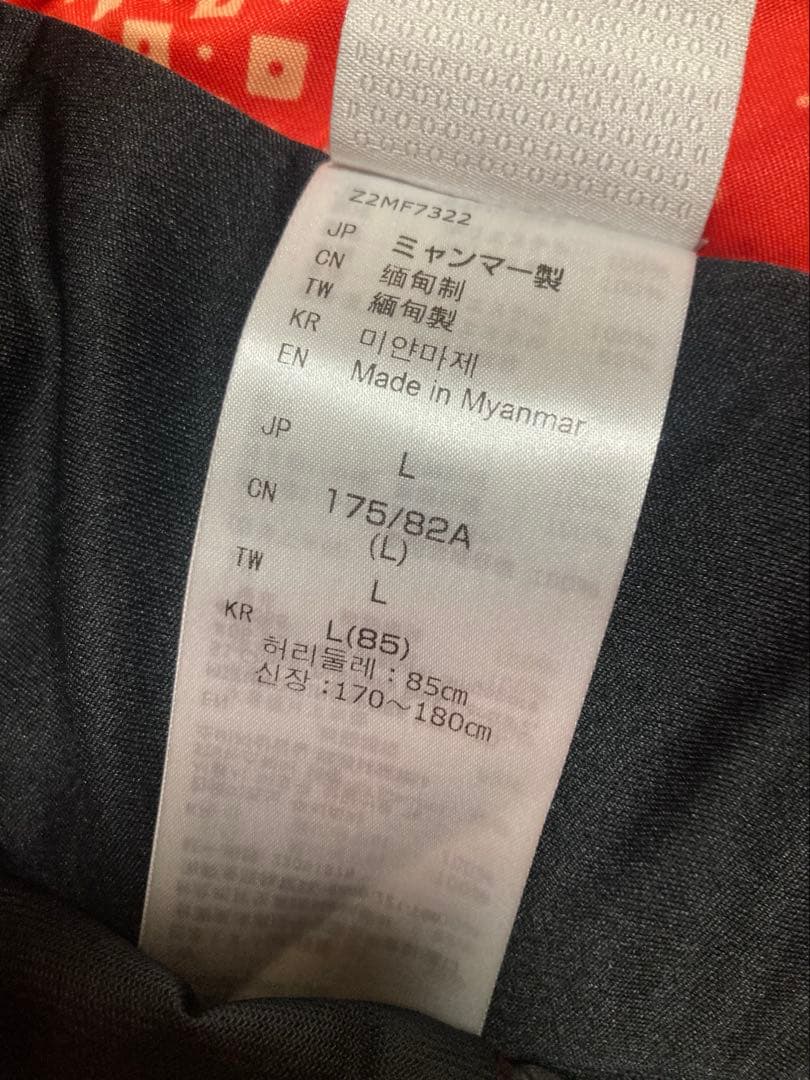 Z2MF7322
JP ミャンマー製
CN 缅甸制
TW 緬甸製
KR 미얀마제
EN Made in Myanmar
JP L
CN 175/82A
(L)
TW L
KR L(85)
허리둘레 : 85cm
신장 :170～180cm